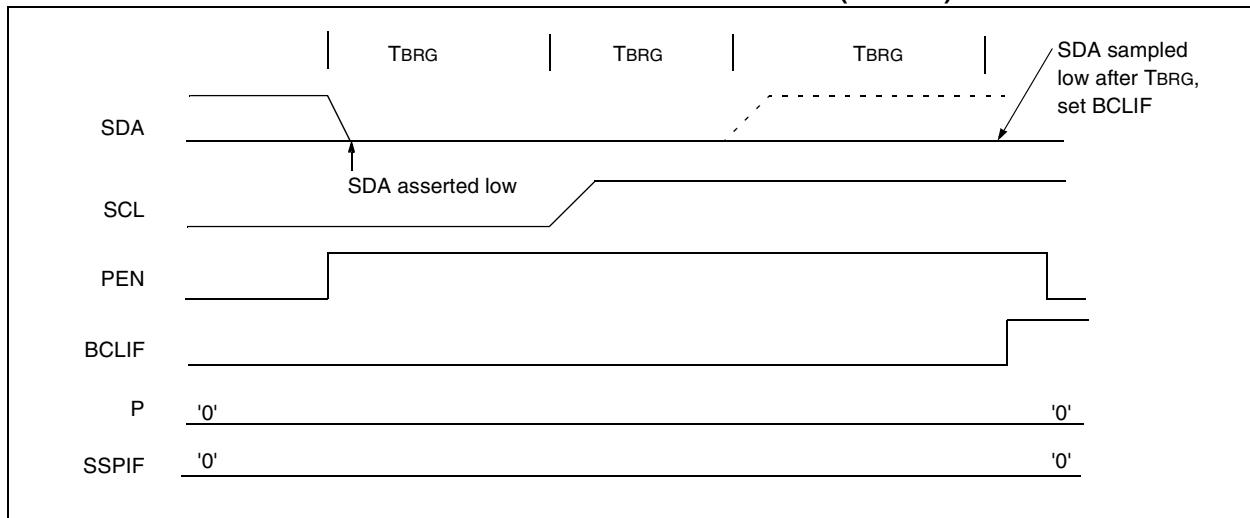 TBRG TBRG TBRG
SDA sampled
low after TBRG,
set BCLIF
SDA
SDA asserted low
SCL
PEN
BCLIF
P '0' '0'
SSPIF '0' '0'